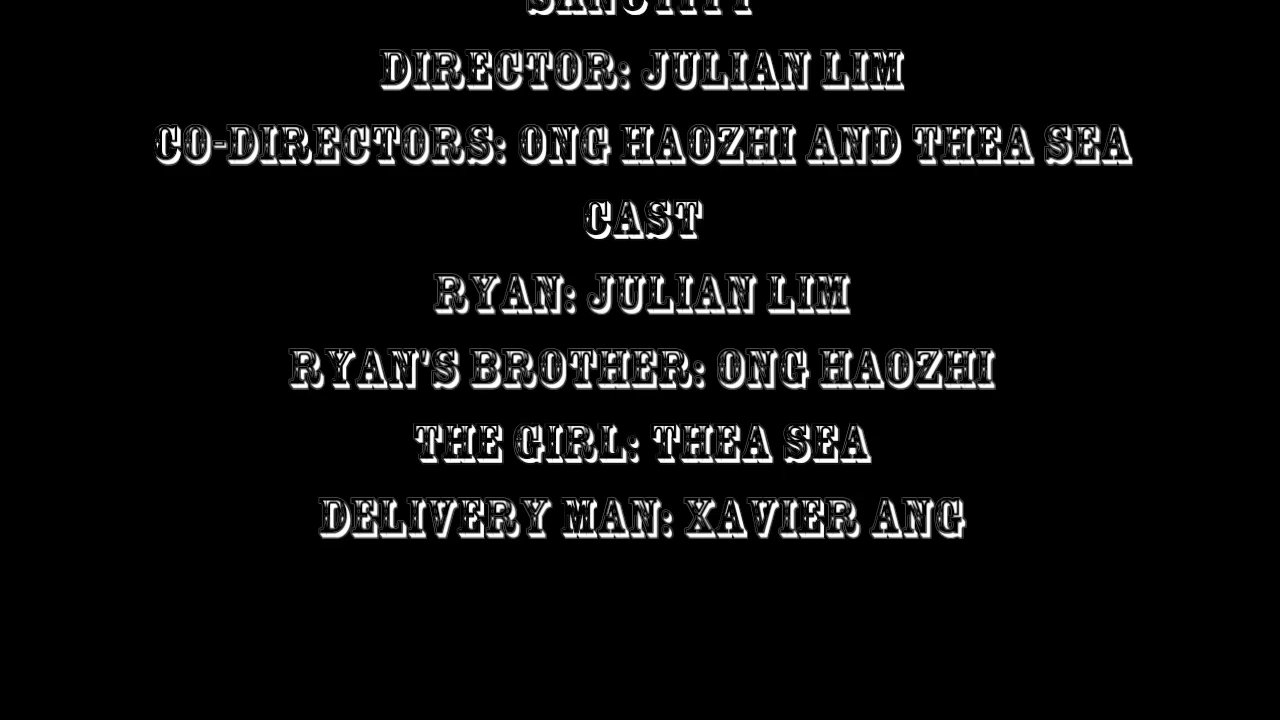 SANCTITY
DIRECTOR: JULIAN LIM
CO-DIRECTORS: ONG HAOZHI AND THEA SEA
CAST
RYAN: JULIAN LIM
RYAN'S BROTHER: ONG HAOZHI
THE GIRL: THEA SEA
DELIVERY MAN: XAVIER ANG